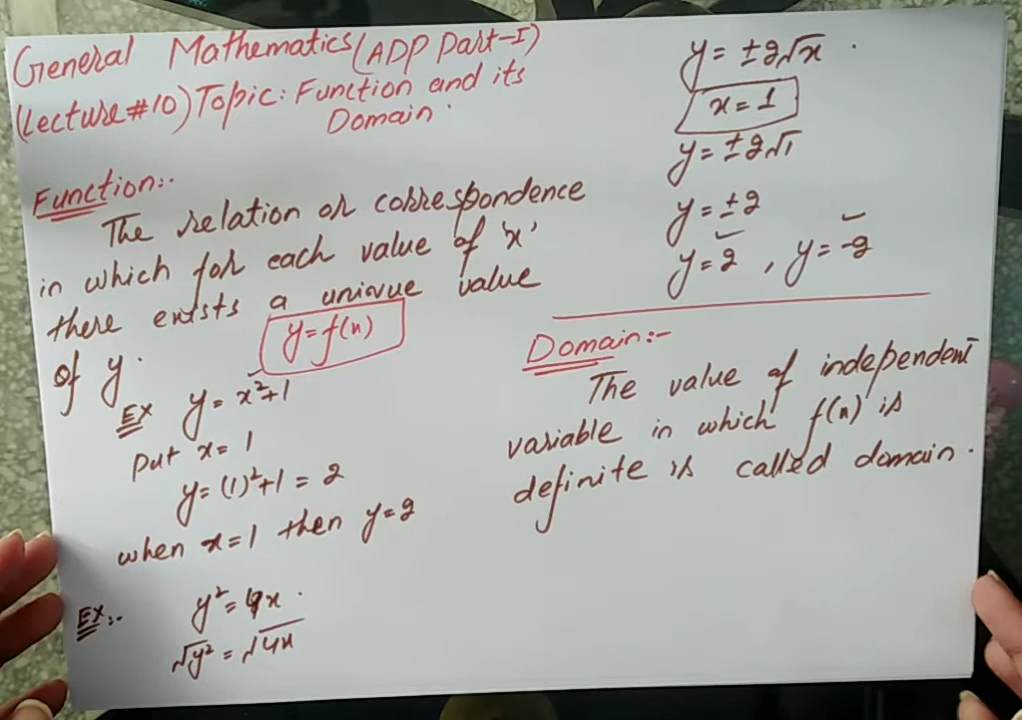 General Mathematics (ADP Part-I)
(Lecture #10) Topic: Function and its
Domain.
Function:-
The relation or correspondence
in which for each value of 'x'
there exists a uniuue value
of y.
y=f(x)
Ex y = x²+1
put x = 1
y = (1)²+1 = 2
when x=1 then y=2
Ex:- y² = 4x.
√y² = √4x
y = ±2√x.
x = 1
y = ±2√1
y = ±2
y = 2, y = -2
Domain:-
The value of independent
variable in which f(x) is
definite is called domain.